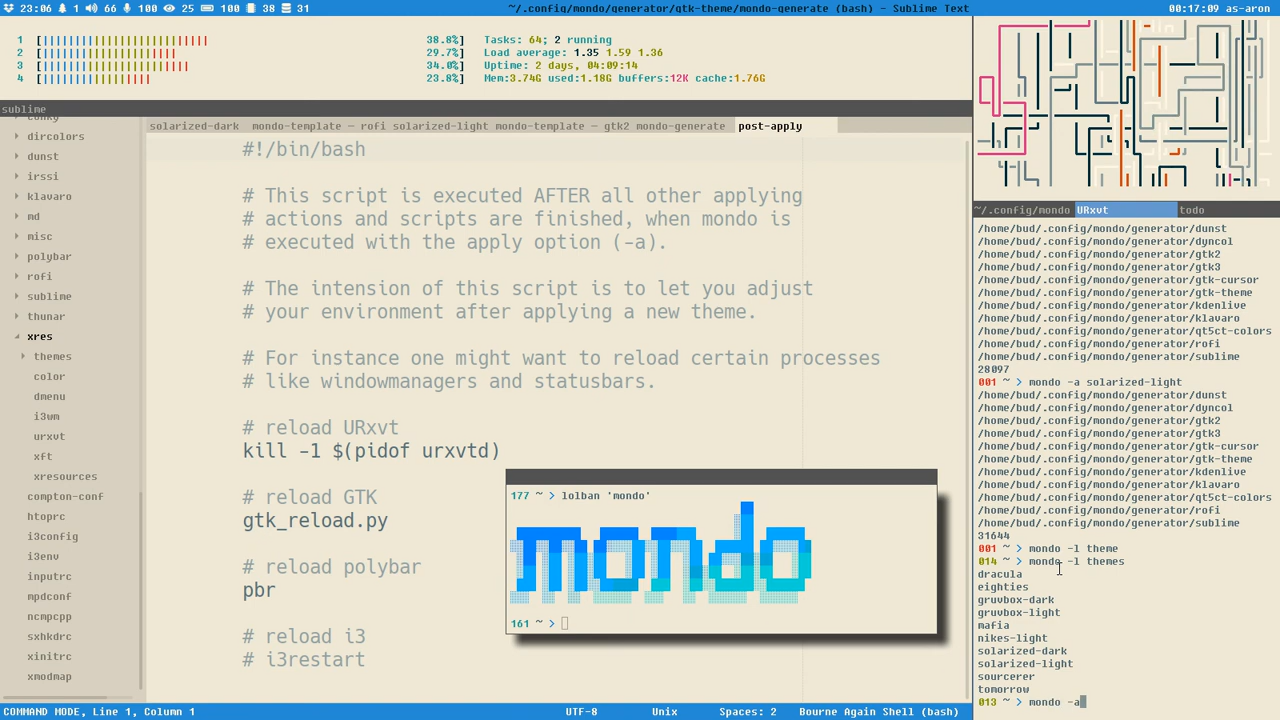 23:06 1 66 100 25 100 38 31 ~/.config/mondo/generator/gtk-theme/mondo-generate (bash) - Sublime Text 00:17:09 as-aron
1 [||||||||||||||||||||||||||||||||||| 38.8%] Tasks: 64; 2 running
2 [|||||||||||||||||||||||||||| 29.7%] Load average: 1.35 1.59 1.36
3 [||||||||||||||||||||||||||||||| 34.0%] Uptime: 2 days, 04:09:14
4 [||||||||||||||||||||||| 23.8%] Mem:3.74G used:1.18G buffers:12K cache:1.76G
sublime
conky
dircolors
dunst
irssi
klavaro
md
misc
polybar
rofi
sublime
thunar
xres
themes
color
dmenu
i3wm
urxvt
xft
xresources
compton-conf
htoprc
i3config
i3env
inputrc
mpdconf
ncmpcpp
sxhkdrc
xinitrc
xmodmap
solarized-dark mondo-template — rofi solarized-light mondo-template — gtk2 mondo-generate post-apply
#!/bin/bash
# This script is executed AFTER all other applying
# actions and scripts are finished, when mondo is
# executed with the apply option (-a).
# The intension of this script is to let you adjust
# your environment after applying a new theme.
# For instance one might want to reload certain processes
# like windowmanagers and statusbars.
# reload URxvt
kill -1 $(pidof urxvtd)
# reload GTK
gtk_reload.py
# reload polybar
pbr
# reload i3
# i3restart
177 ~ > lolban 'mondo'
mondo
161 ~ >
~/.config/mondo URxvt todo
/home/bud/.config/mondo/generator/dunst
/home/bud/.config/mondo/generator/dyncol
/home/bud/.config/mondo/generator/gtk2
/home/bud/.config/mondo/generator/gtk3
/home/bud/.config/mondo/generator/gtk-cursor
/home/bud/.config/mondo/generator/gtk-theme
/home/bud/.config/mondo/generator/kdenlive
/home/bud/.config/mondo/generator/klavaro
/home/bud/.config/mondo/generator/qt5ct-colors
/home/bud/.config/mondo/generator/rofi
/home/bud/.config/mondo/generator/sublime
28097
001 ~ > mondo -a solarized-light
/home/bud/.config/mondo/generator/dunst
/home/bud/.config/mondo/generator/dyncol
/home/bud/.config/mondo/generator/gtk2
/home/bud/.config/mondo/generator/gtk3
/home/bud/.config/mondo/generator/gtk-cursor
/home/bud/.config/mondo/generator/gtk-theme
/home/bud/.config/mondo/generator/kdenlive
/home/bud/.config/mondo/generator/klavaro
/home/bud/.config/mondo/generator/qt5ct-colors
/home/bud/.config/mondo/generator/rofi
/home/bud/.config/mondo/generator/sublime
31644
001 ~ > mondo -l theme
014 ~ > mondo -l themes
dracula
eighties
gruvbox-dark
gruvbox-light
mafia
nikes-light
solarized-dark
solarized-light
sourcerer
tomorrow
013 ~ > mondo -a
COMMAND MODE, Line 1, Column 1 UTF-8 Unix Spaces: 2 Bourne Again Shell (bash)